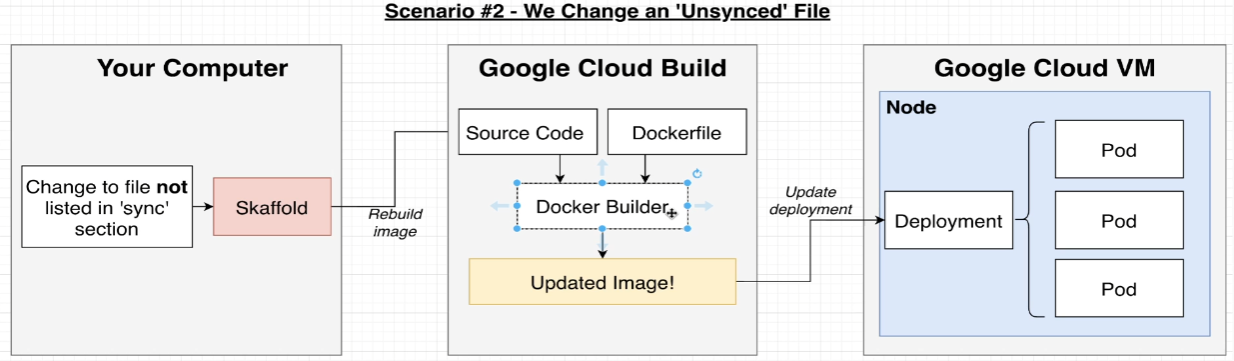 Scenario #2 - We Change an 'Unsynced' File
Your Computer
Change to file not
listed in 'sync'
section
Skaffold
Rebuild
image
Google Cloud Build
Source Code
Dockerfile
Docker Builder
Updated Image!
Update
deployment
Google Cloud VM
Node
Deployment
Pod
Pod
Pod